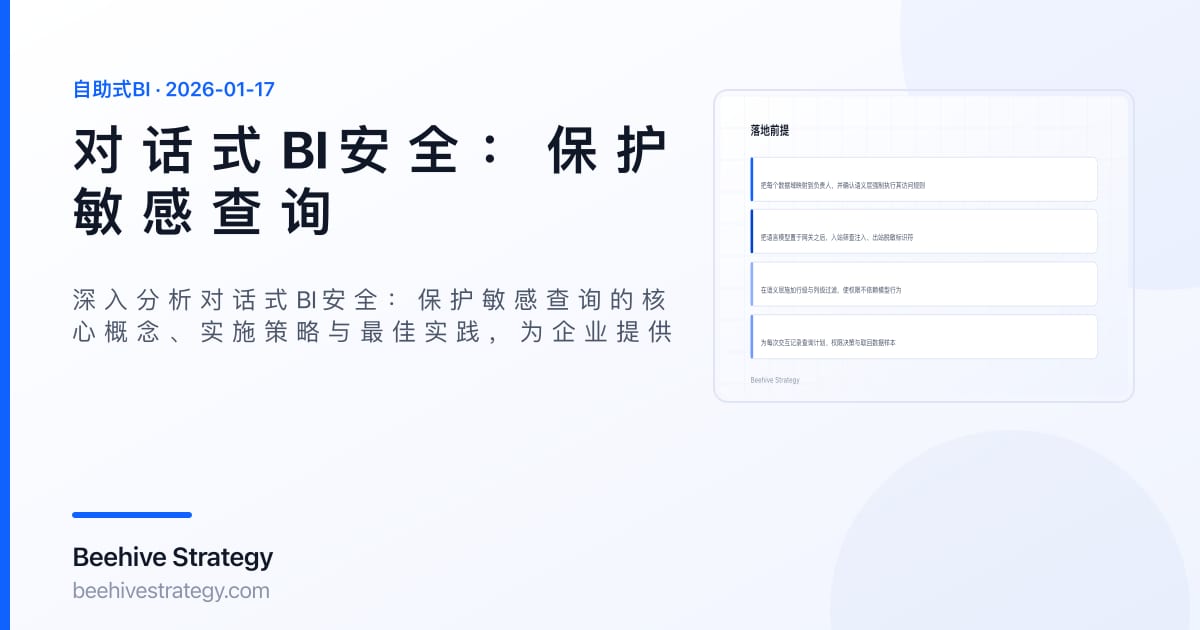 自助式BI · 2026-01-17
对话式BI安全：保护
敏感查询
深入分析对话式BI安全：保护敏感查询的核
心概念、实施策略与最佳实践，为企业提供
落地前提
把每个数据域映射到负责人，并确认语义层强制执行其访问规则
把语言模型置于网关之后，入站筛查注入、出站脱敏标识符
在语义层施加行级与列级过滤，使权限不依赖模型行为
为每次交互记录查询计划、权限决策与取回数据样本
Beehive Strategy
Beehive Strategy
beehivestrategy.com